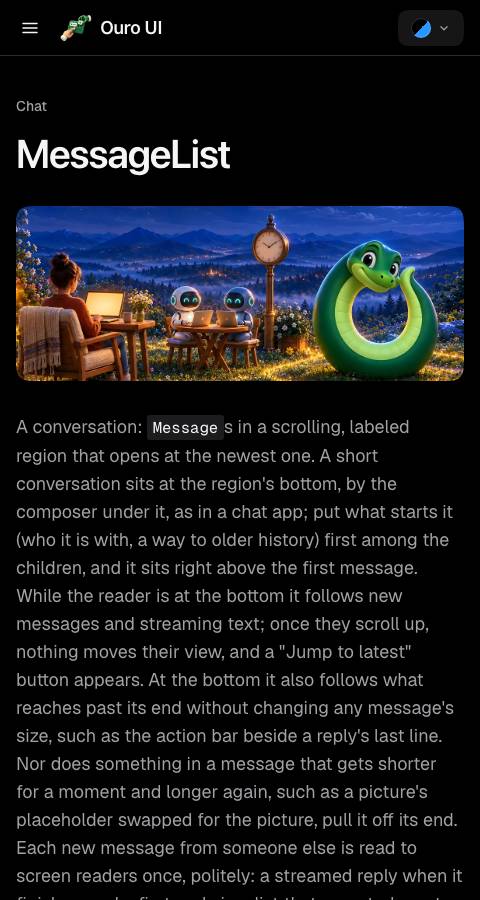 Ouro UI
Chat
MessageList
A conversation: Messages in a scrolling, labeled
region that opens at the newest one. A short
conversation sits at the region's bottom, by the
composer under it, as in a chat app; put what starts it
(who it is with, a way to older history) first among the
children, and it sits right above the first message.
While the reader is at the bottom it follows new
messages and streaming text; once they scroll up,
nothing moves their view, and a "Jump to latest"
button appears. At the bottom it also follows what
reaches past its end without changing any message's
size, such as the action bar beside a reply's last line.
Nor does something in a message that gets shorter
for a moment and longer again, such as a picture's
placeholder swapped for the picture, pull it off its end.
Each new message from someone else is read to
screen readers once, politely: a streamed reply when it